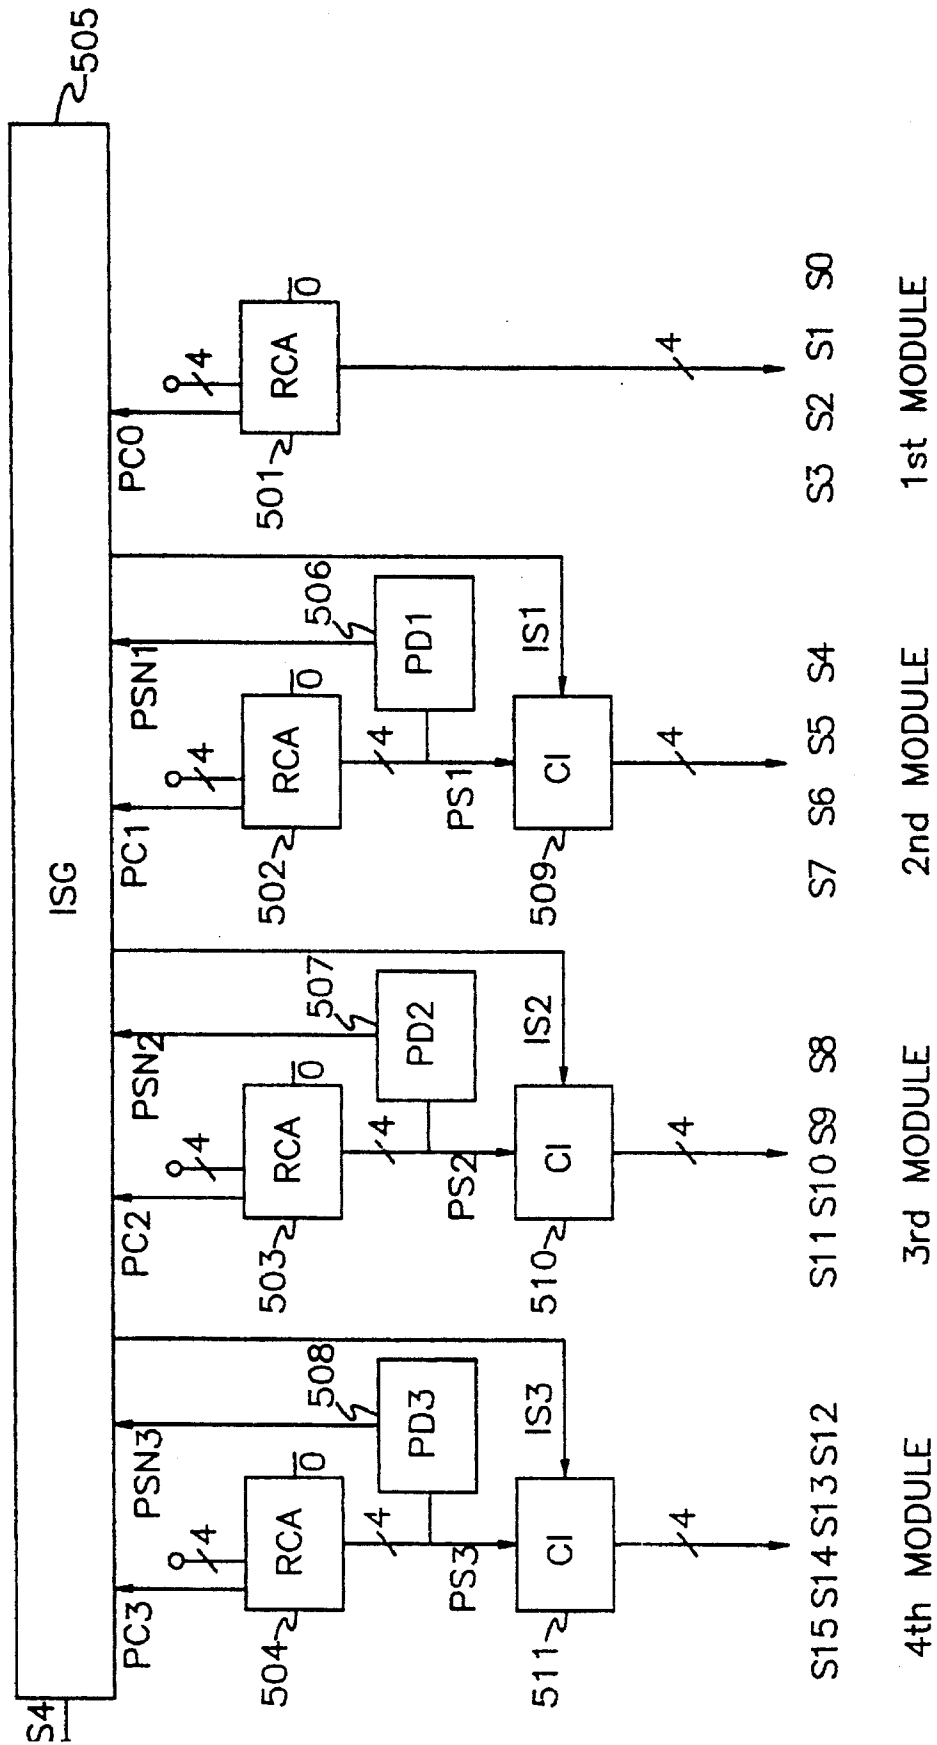 S4 ISG 505
PC3 PSN3 PC2 PSN2 PC1 PSN1 PC0
4 4 4 4
504 RCA 0 508 503 RCA 0 507 502 RCA 0 506 501 RCA 0
4 PD3 4 PD2 4 PD1
PS3 PS2 PS1
511 CI IS3 510 CI IS2 509 CI IS1
4 4 4 4
S15 S14 S13 S12 S11 S10 S9 S8 S7 S6 S5 S4 S3 S2 S1 S0
4th MODULE 3rd MODULE 2nd MODULE 1st MODULE